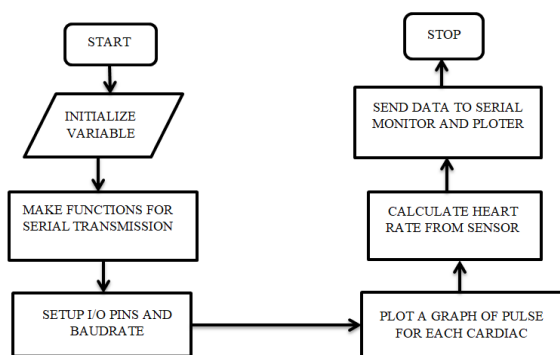 START
INITIALIZE
VARIABLE
MAKE FUNCTIONS FOR
SERIAL TRANSMISSION
SETUP I/O PINS AND
BAUDRATE
PLOT A GRAPH OF PULSE
FOR EACH CARDIAC
CALCULATE HEART
RATE FROM SENSOR
SEND DATA TO SERIAL
MONITOR AND PLOTER
STOP